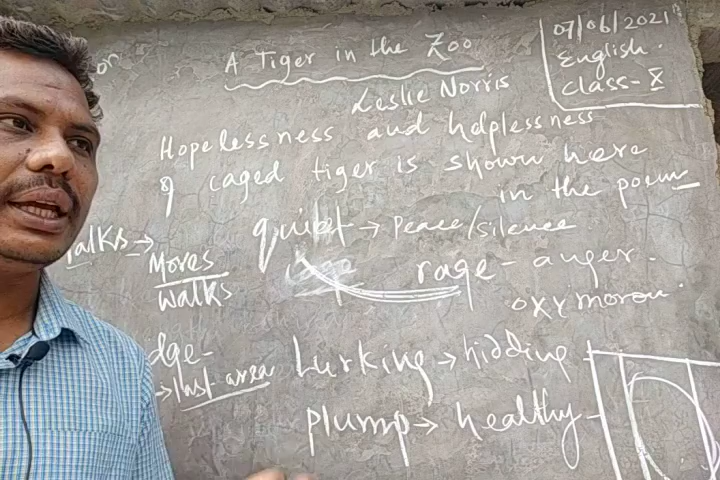 A Tiger in the Zoo
07/06/2021
English.
class-X
Leslie Norris
Hopelessness and helplessness
of caged tiger is shown here
in the poem
talks →
Moves
Walks
quiet → Peace/silence
rage - anger.
oxymoron.
dge-
→ last area
Lurking → hidding
plump → healthy